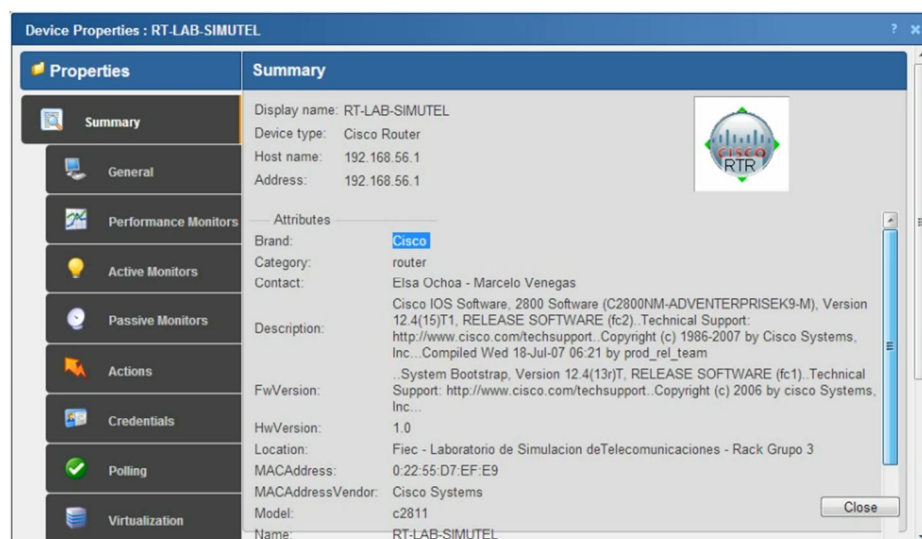 Device Properties : RT-LAB-SIMUTEL
? x
Properties
Summary
General
Performance Monitors
Active Monitors
Passive Monitors
Actions
Credentials
Polling
Virtualization
Summary
Display name: RT-LAB-SIMUTEL
Device type: Cisco Router
Host name: 192.168.56.1
Address: 192.168.56.1
CISCO
RTR
Attributes
Brand: Cisco
Category: router
Contact: Elsa Ochoa - Marcelo Venegas
Description: Cisco IOS Software, 2800 Software (C2800NM-ADVENTERPRISEK9-M), Version
12.4(15)T1, RELEASE SOFTWARE (fc2)..Technical Support:
http://www.cisco.com/techsupport..Copyright (c) 1986-2007 by Cisco Systems,
Inc...Compiled Wed 18-Jul-07 06:21 by prod_rel_team
FwVersion: ..System Bootstrap, Version 12.4(13r)T, RELEASE SOFTWARE (fc1)..Technical
Support: http://www.cisco.com/techsupport..Copyright (c) 2006 by cisco Systems,
Inc...
HwVersion: 1.0
Location: Fiec - Laboratorio de Simulacion deTelecomunicaciones - Rack Grupo 3
MACAddress: 0:22:55:D7:EF:E9
MACAddressVendor: Cisco Systems
Model: c2811
Name: RT-LAB-SIMUTEL
Close